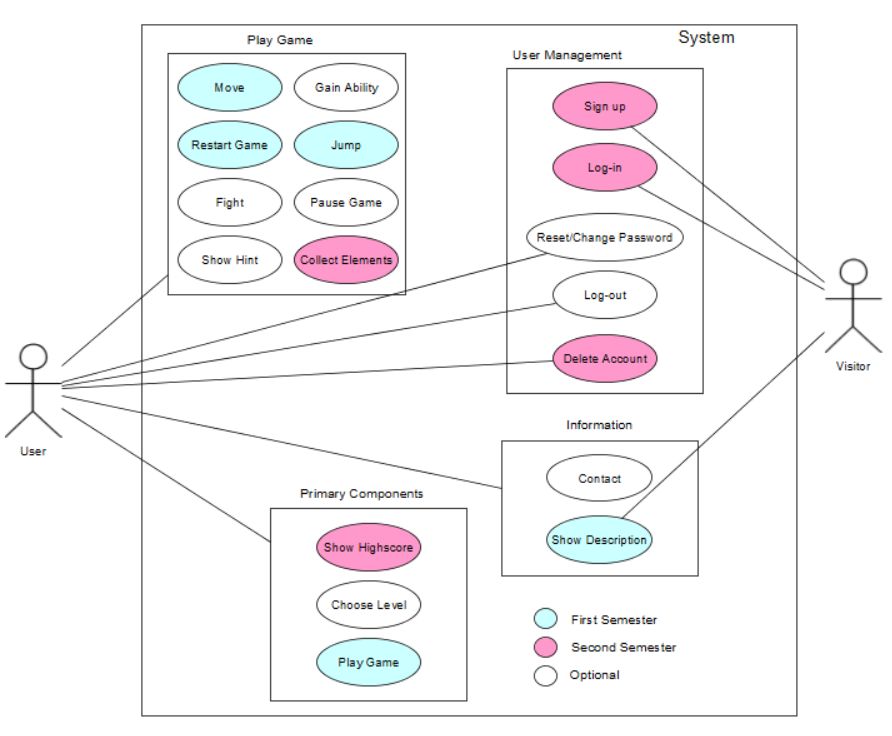 System
Play Game
Move
Gain Ability
Restart Game
Jump
Fight
Pause Game
Show Hint
Collect Elements
User Management
Sign up
Log-in
Reset/Change Password
Log-out
Delete Account
User
Visitor
Information
Contact
Show Description
Primary Components
Show Highscore
Choose Level
Play Game
First Semester
Second Semester
Optional